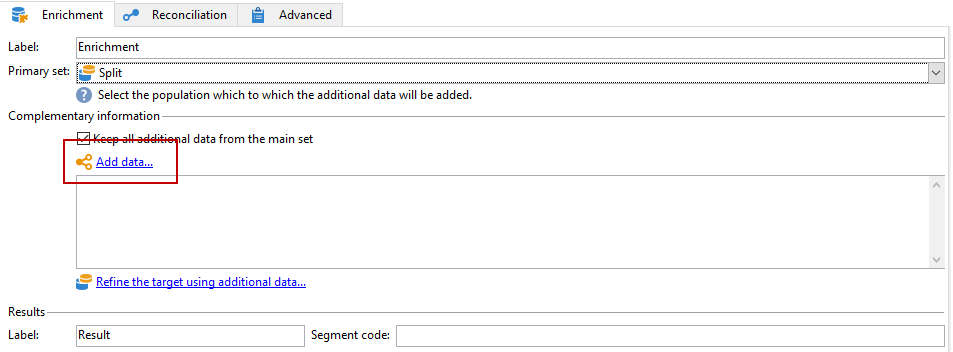 Enrichment Reconciliation Advanced
Label: Enrichment
Primary set: Split
? Select the population which to which the additional data will be added.
Complementary information
Keep all additional data from the main set
Add data...
Refine the target using additional data...
Results
Label: Result Segment code: